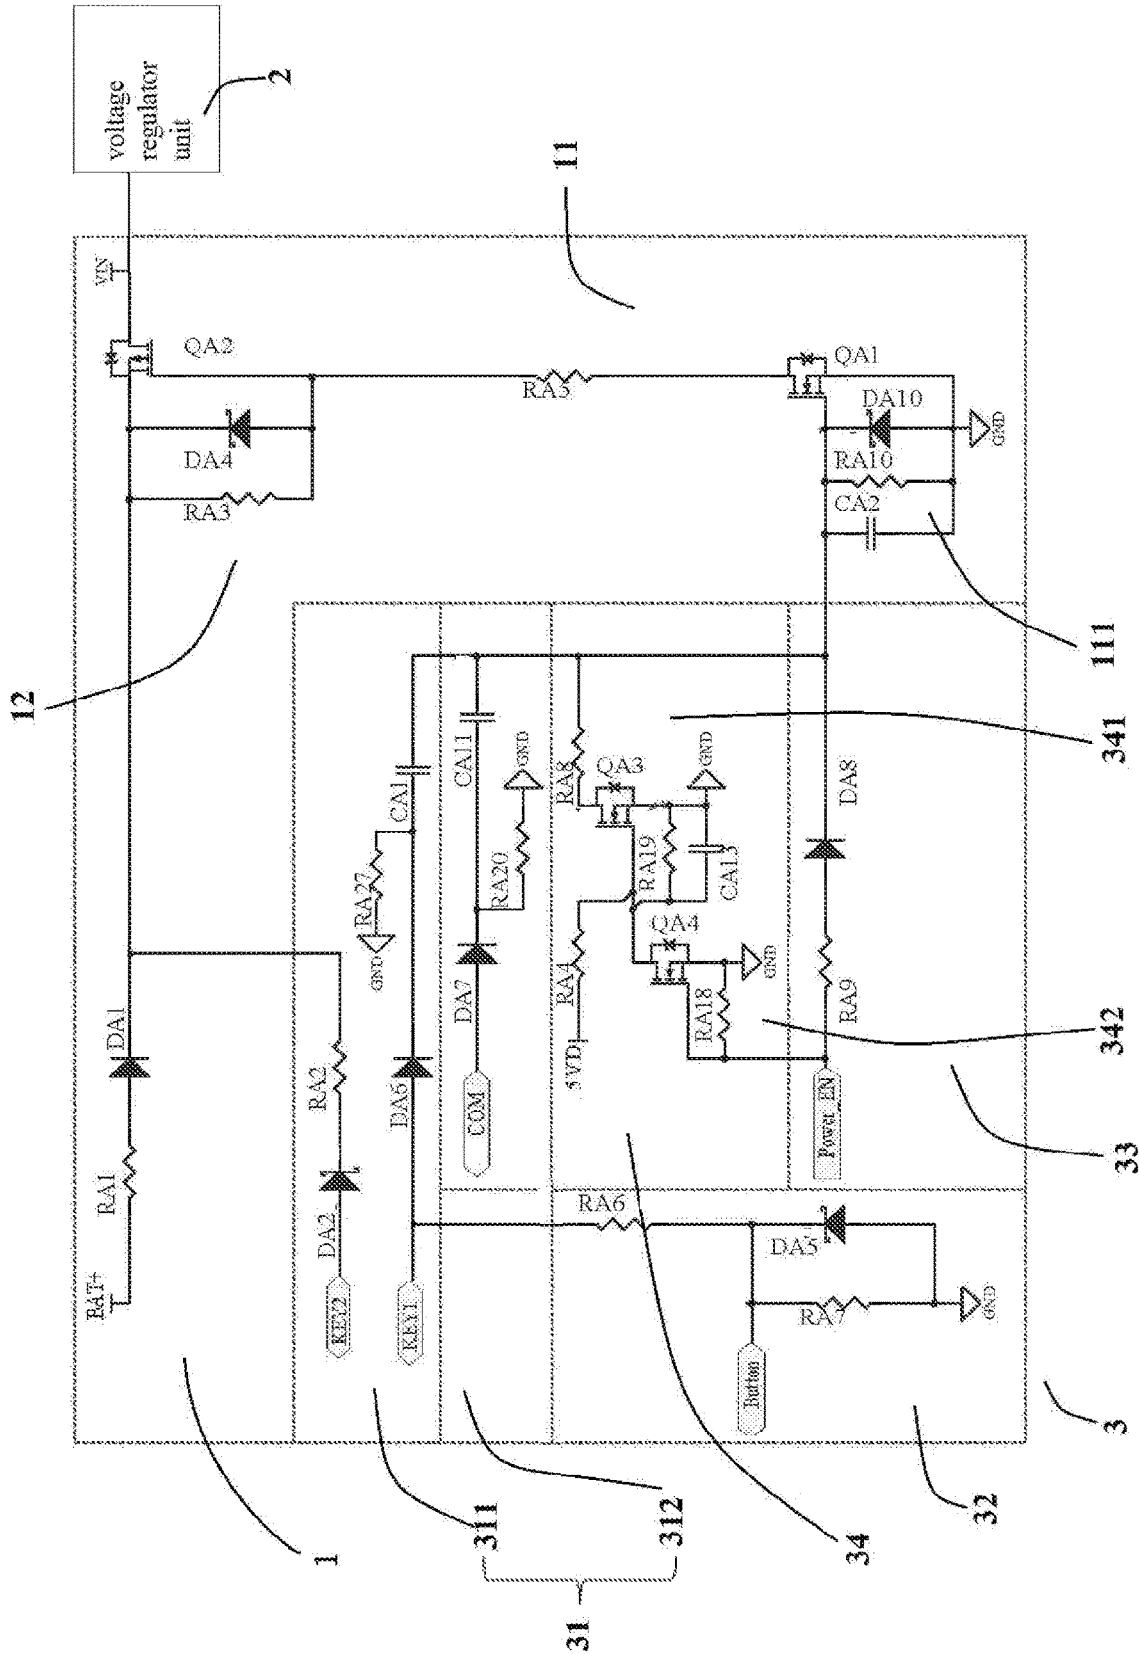 voltage
regulator
unit
2
VIN
11
QA2
QA1
RA5
DA10
GND
DA4
RA10
RA3
CA2
111
12
341
CA1
CA11
GND
RA8
QA3
GND
DA8
RA27
GND
RA20
RA19
CA13
DA7
RA4
QA4
GND
DA1
RA2
DA6
5VD
RA18
RA9
342
COM
Power_EN
33
RA1
DA2
RA6
DA5
BAT+
KEY2
KEY1
RA7
GND
Button
3
1
311
312
34
32
31